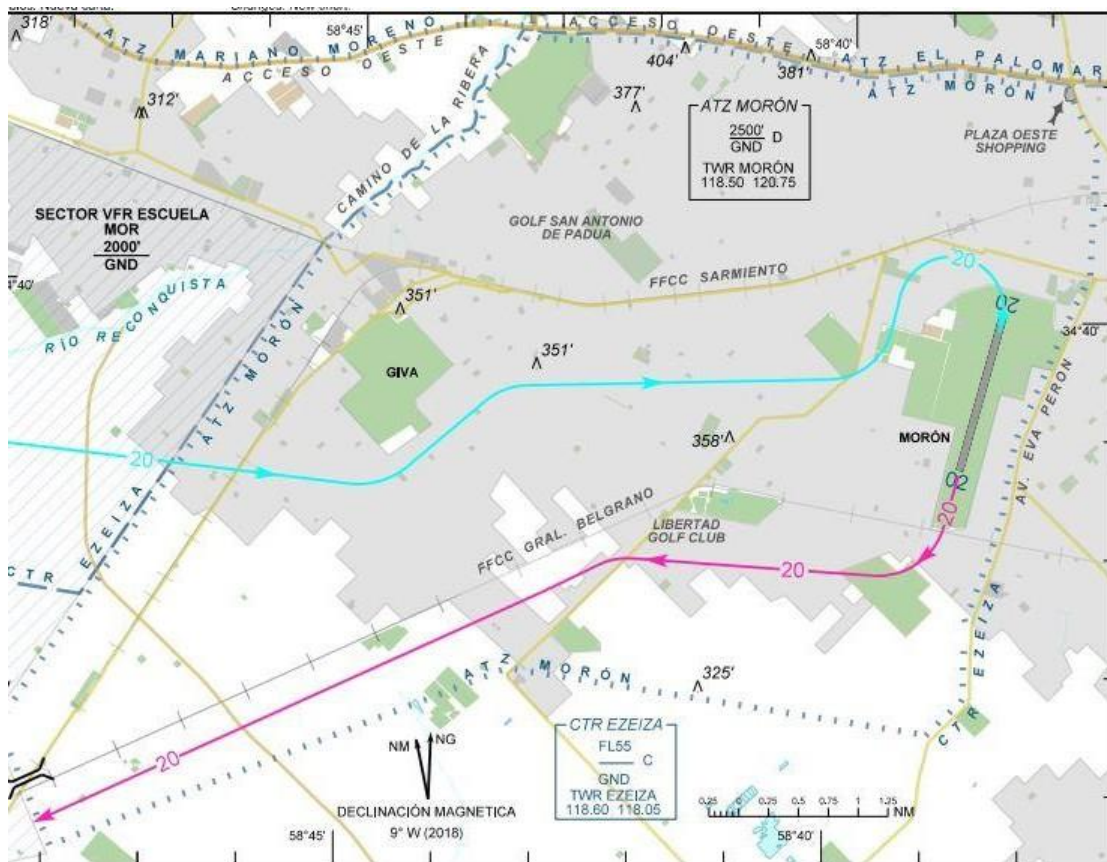 318'
58°45'
ATZ MARIANO MORENO
ACCESO OESTE
ACCESO OESTE
58°40'
ATZ EL PALOMAR
ATZ MORÓN
404'
381'
312'
377'
CAMINO DE LA RIBERA
ATZ MORÓN
2500'
GND
D
TWR MORÓN
118.50 120.75
PLAZA OESTE
SHOPPING
SECTOR VFR ESCUELA
MOR
2000'
GND
GOLF SAN ANTONIO
DE PADUA
FFCC SARMIENTO
20
4°40'
RÍO RECONQUISTA
351'
20
34°40'
ATZ MORÓN
351'
GIVA
358'
MORÓN
AV. EVA PERON
20
02
20
EZEIZA
FFCC GRAL. BELGRANO
LIBERTAD
GOLF CLUB
CTR
20
CTR EZEIZA
ATZ MORÓN
325'
CTR EZEIZA
FL55
C
GND
TWR EZEIZA
118.60 118.05
20
NM
NG
DECLINACIÓN MAGNETICA
9° W (2018)
0.25 0 0.25 0.5 1 1.25 NM
58°45'
58°40'